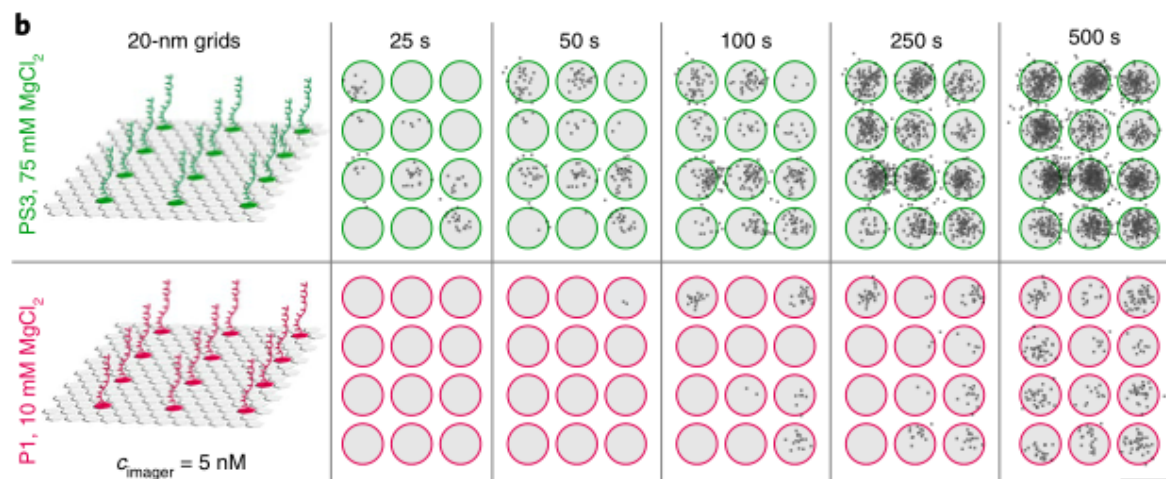 b
20-nm grids
25 s
50 s
100 s
250 s
500 s
PS3, 75 mM MgCl2
P1, 10 mM MgCl2
cimager = 5 nM